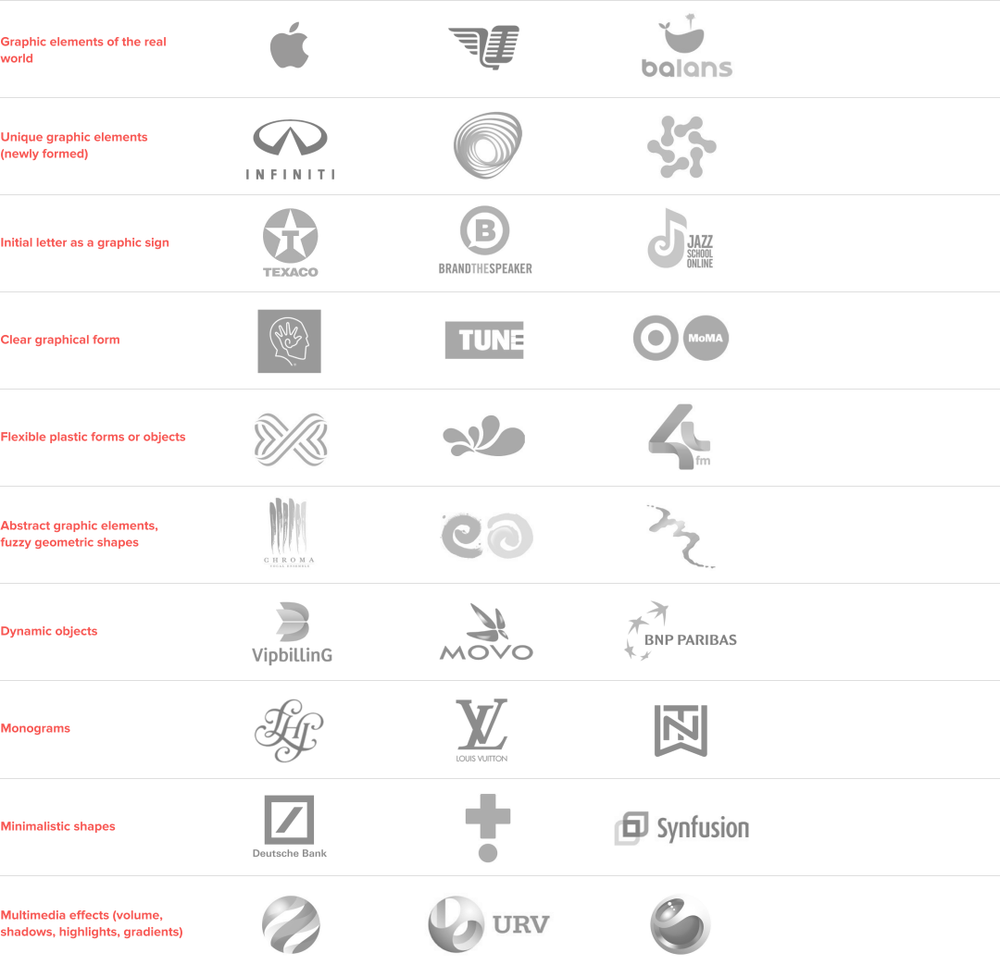 Graphic elements of the real
world
balans
Unique graphic elements
(newly formed)
INFINITI
Initial letter as a graphic sign
T
TEXACO
B
BRANDTHESPEAKER
JAZZ
SCHOOL
ONLINE
Clear graphical form
TUNE
MoMA
Flexible plastic forms or objects
4
fm
Abstract graphic elements,
fuzzy geometric shapes
CHROMA
VOCAL ENSEMBLE
Dynamic objects
VipbillinG
MOVO
BNP PARIBAS
Monograms
LV
LOUIS VUITTON
Minimalistic shapes
Deutsche Bank
Synfusion
Multimedia effects (volume,
shadows, highlights, gradients)
URV